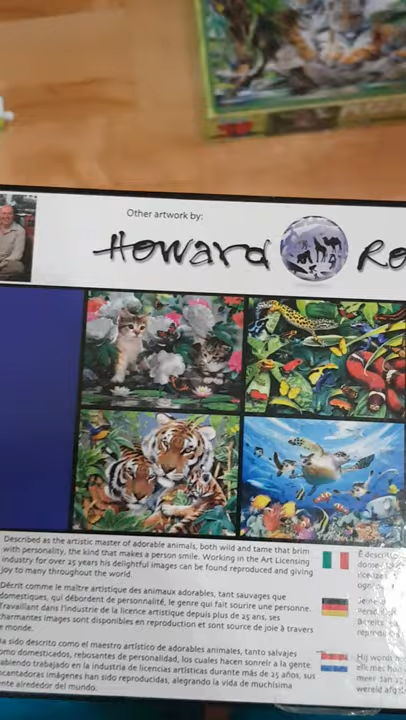 Other artwork by:
Howard Ro
Described as the artistic master of adorable animals, both wild and tame that brim
with personality, the kind that makes a person smile. Working in the Art Licensing
industry for over 25 years his delightful images can be found reproduced and giving
joy to many throughout the world.
Décrit comme le maître artistique des animaux adorables, tant sauvages que
domestiques, qui débordent de personnalité, le genre qui fait sourire une personne.
Travaillant dans l'industrie de la licence artistique depuis plus de 25 ans, ses
charmantes images sont disponibles en reproduction et sont source de joie à travers
le monde.
Ha sido descrito como el maestro artístico de adorables animales, tanto salvajes
como domesticados, rebosantes de personalidad, los cuales hacen sonreír a la gente
abiendo trabajado en la industria de licencias artísticas durante más de 25 años, sus
ncantadoras imágenes han sido reproducidas, alegrando la vida de muchísima
ente alrededor del mundo.